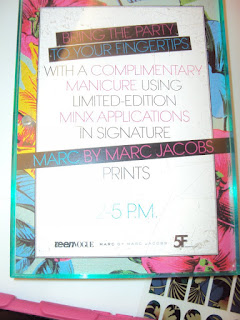 BRING THE PARTY
TO YOUR FINGERTIPS
WITH A COMPLIMENTARY
MANICURE USING
LIMITED-EDITION
MINX APPLICATIONS
IN SIGNATURE
MARC BY MARC JACOBS
PRINTS
2-5 P.M.
teenVOGUE MARC BY MARC JACOBS 5F